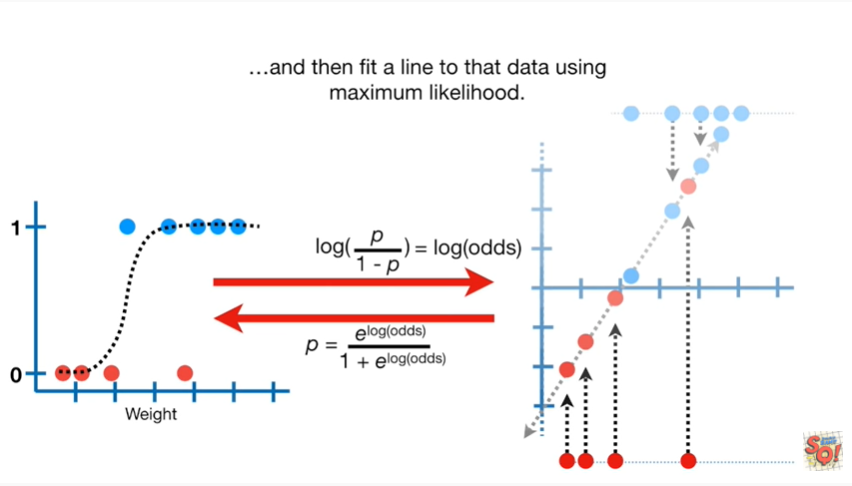 …and then fit a line to that data using
maximum likelihood.
1
0
Weight
log(p / 1 - p) = log(odds)
p = e^log(odds) / 1 + e^log(odds)
SO!